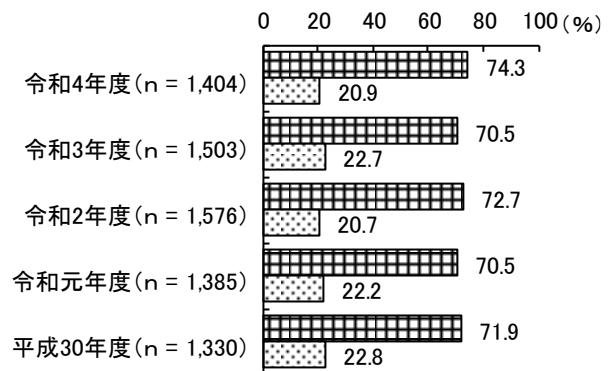 0 20 40 60 80 100(%)
令和4年度(n = 1,404) 74.3
20.9
令和3年度(n = 1,503) 70.5
22.7
令和2年度(n = 1,576) 72.7
20.7
令和元年度(n = 1,385) 70.5
22.2
平成30年度(n = 1,330) 71.9
22.8